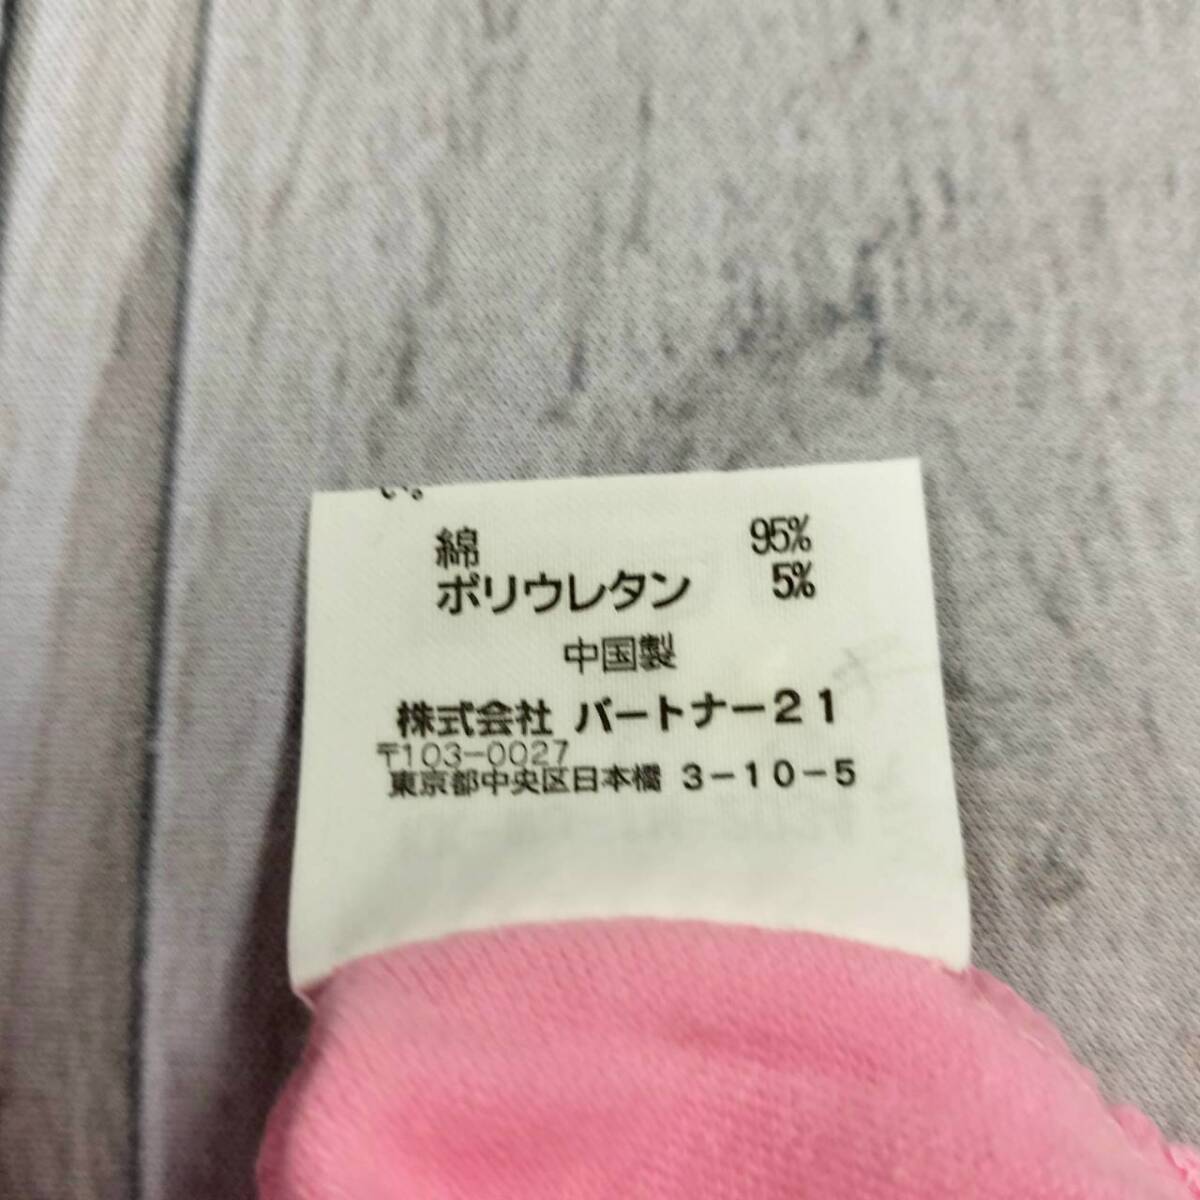 い。
綿 95%
ポリウレタン 5%
中国製
株式会社 パートナー21
〒103-0027
東京都中央区日本橋 3-10-5